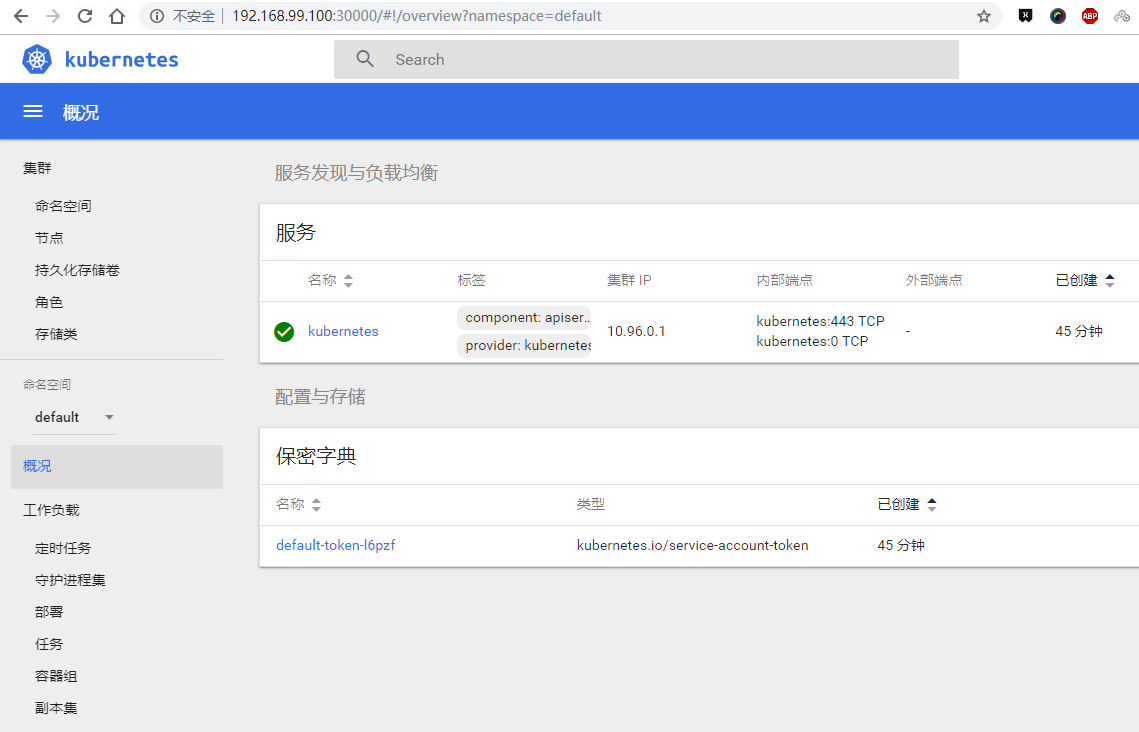 不安全 192.168.99.100:30000/#!/overview?namespace=default
ABP
kubernetes
Search
概况
集群
命名空间
节点
持久化存储卷
角色
存储类
命名空间
default
概况
工作负载
定时任务
守护进程集
部署
任务
容器组
副本集
服务发现与负载均衡
服务
名称 标签 集群 IP 内部端点 外部端点 已创建
kubernetes component: apiser... 10.96.0.1 kubernetes:443 TCP - 45 分钟
provider: kubernetes kubernetes:0 TCP
配置与存储
保密字典
名称 类型 已创建
default-token-l6pzf kubernetes.io/service-account-token 45 分钟